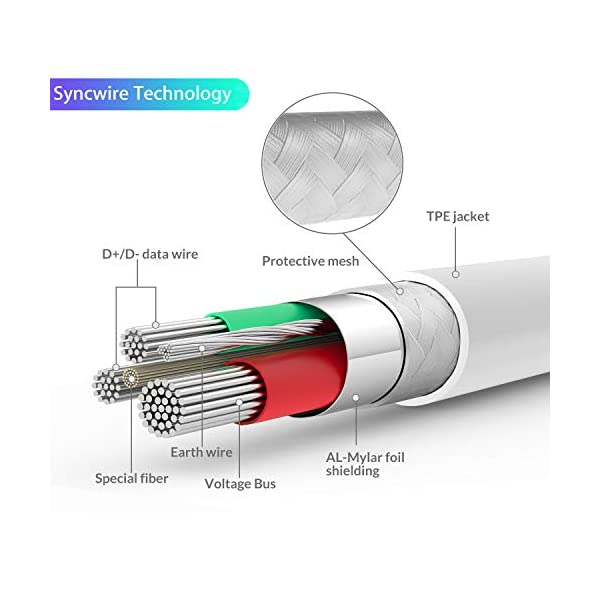 Syncwire Technology
TPE jacket
D+/D- data wire
Protective mesh
Earth wire
AL-Mylar foil
shielding
Special fiber
Voltage Bus